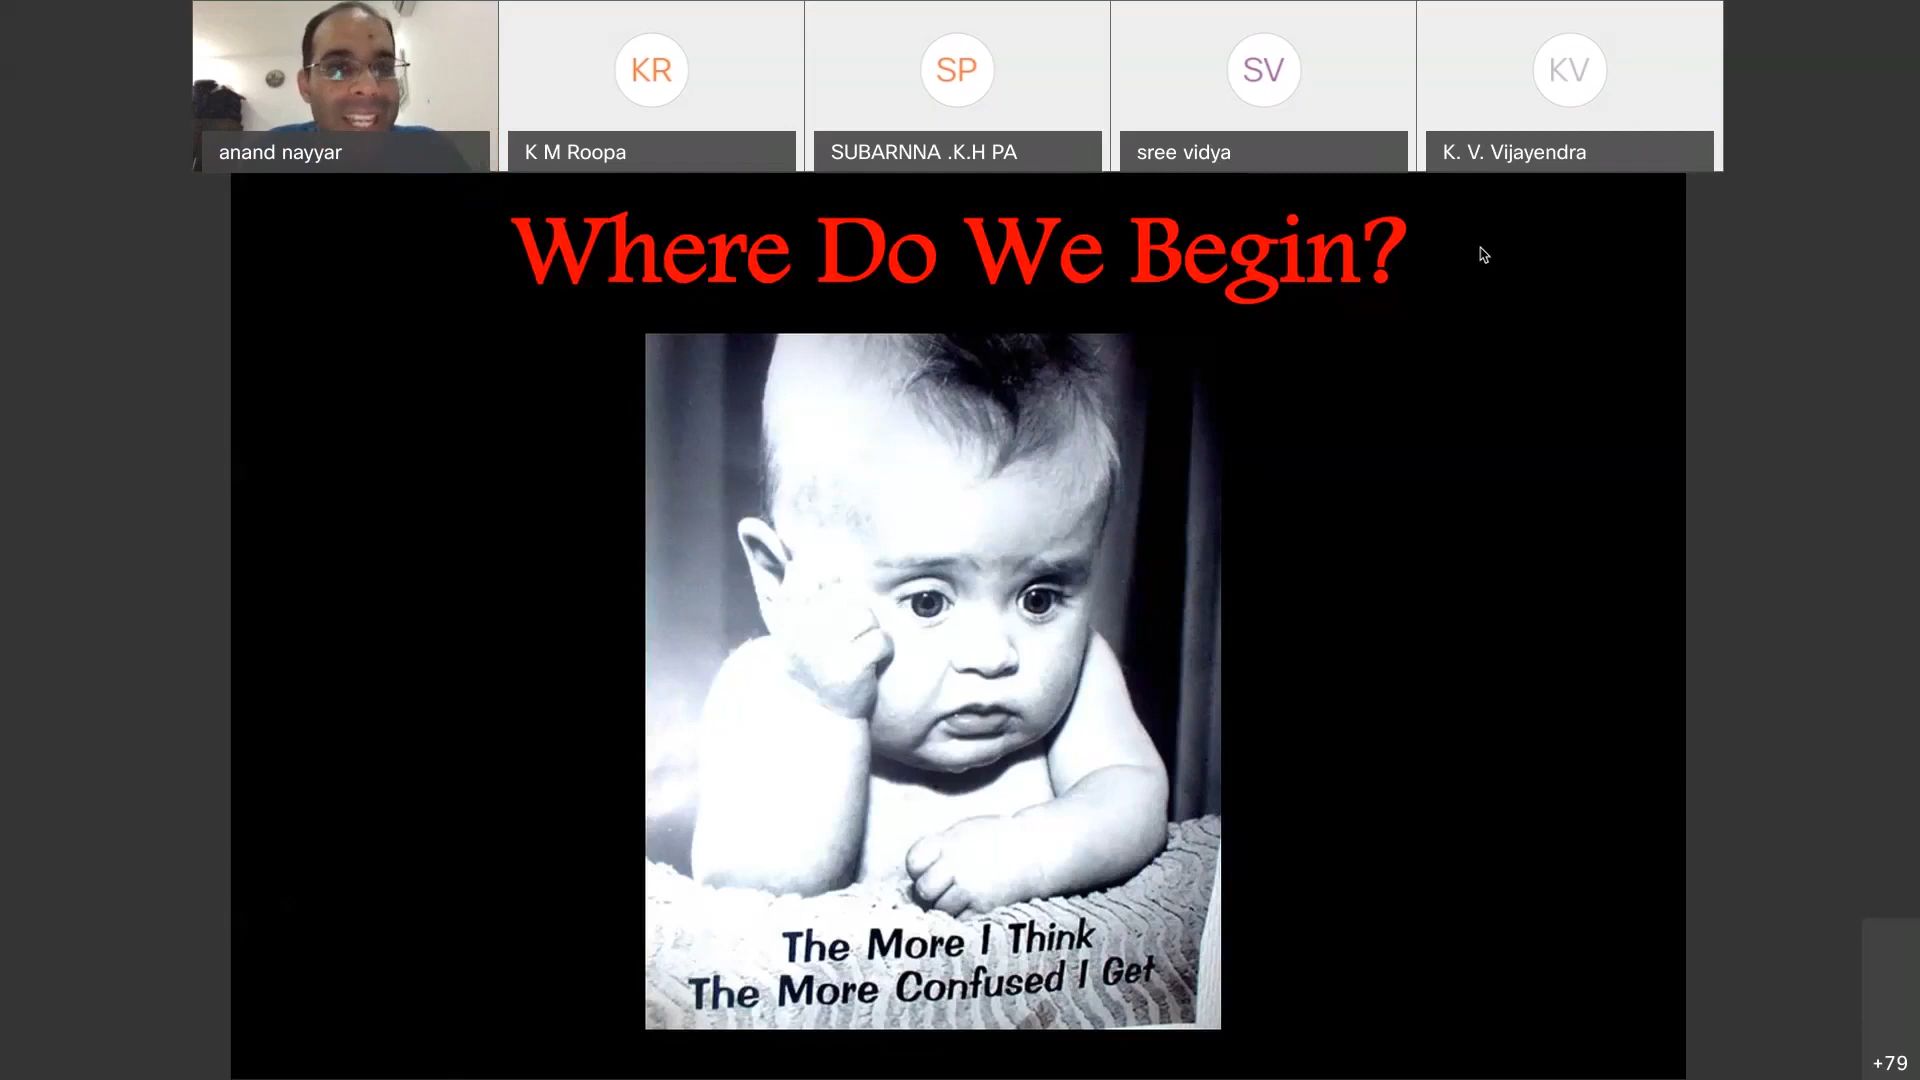 KR
SP
SV
KV
anand nayyar
K M Roopa
SUBARNNA .K.H PA
sree vidya
K. V. Vijayendra
Where Do We Begin?
The More I Think
The More Confused I Get
+79